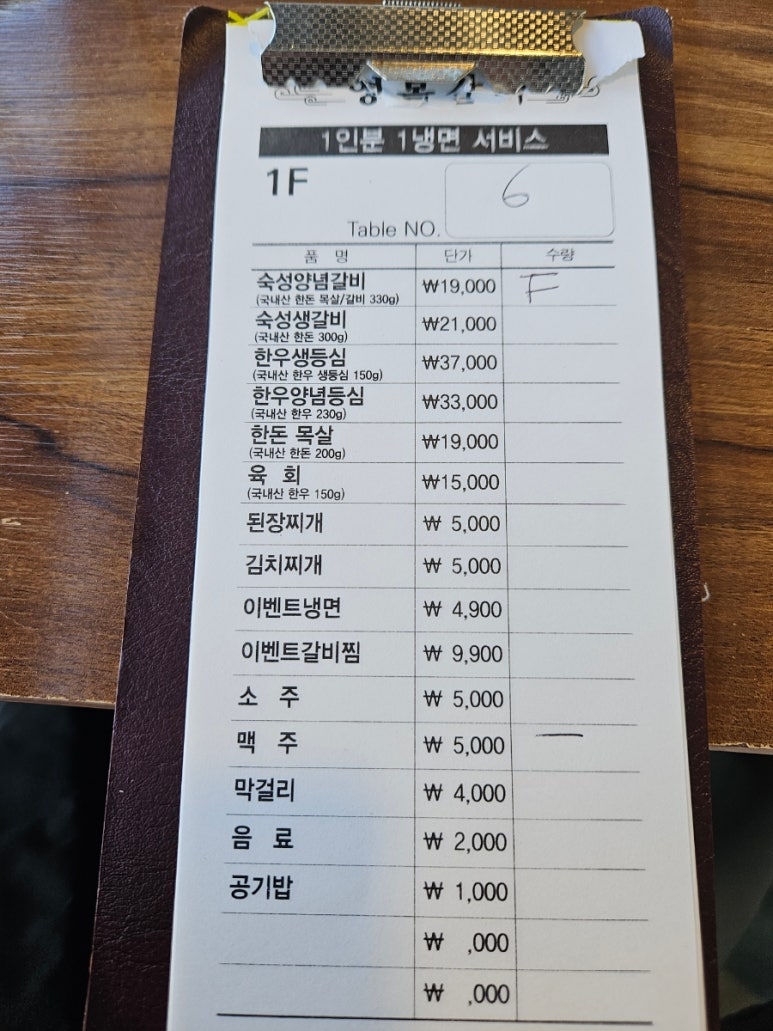 1인분 1냉면 서비스
1F
6
Table NO.
품 명 단가 수량
숙성양념갈비 ₩19,000
(국내산 한돈 목살/갈비 330g)
숙성생갈비 ₩21,000
(국내산 한돈 300g)
한우생등심 ₩37,000
(국내산 한우 생등심 150g)
한우양념등심 ₩33,000
(국내산 한우 230g)
한돈 목살 ₩19,000
(국내산 한돈 200g)
육 회 ₩15,000
(국내산 한우 150g)
된장찌개 ₩ 5,000
김치찌개 ₩ 5,000
이벤트냉면 ₩ 4,900
이벤트갈비찜 ₩ 9,900
소 주 ₩ 5,000
맥 주 ₩ 5,000 一
막걸리 ₩ 4,000
음 료 ₩ 2,000
공기밥 ₩ 1,000
₩ ,000
₩ ,000